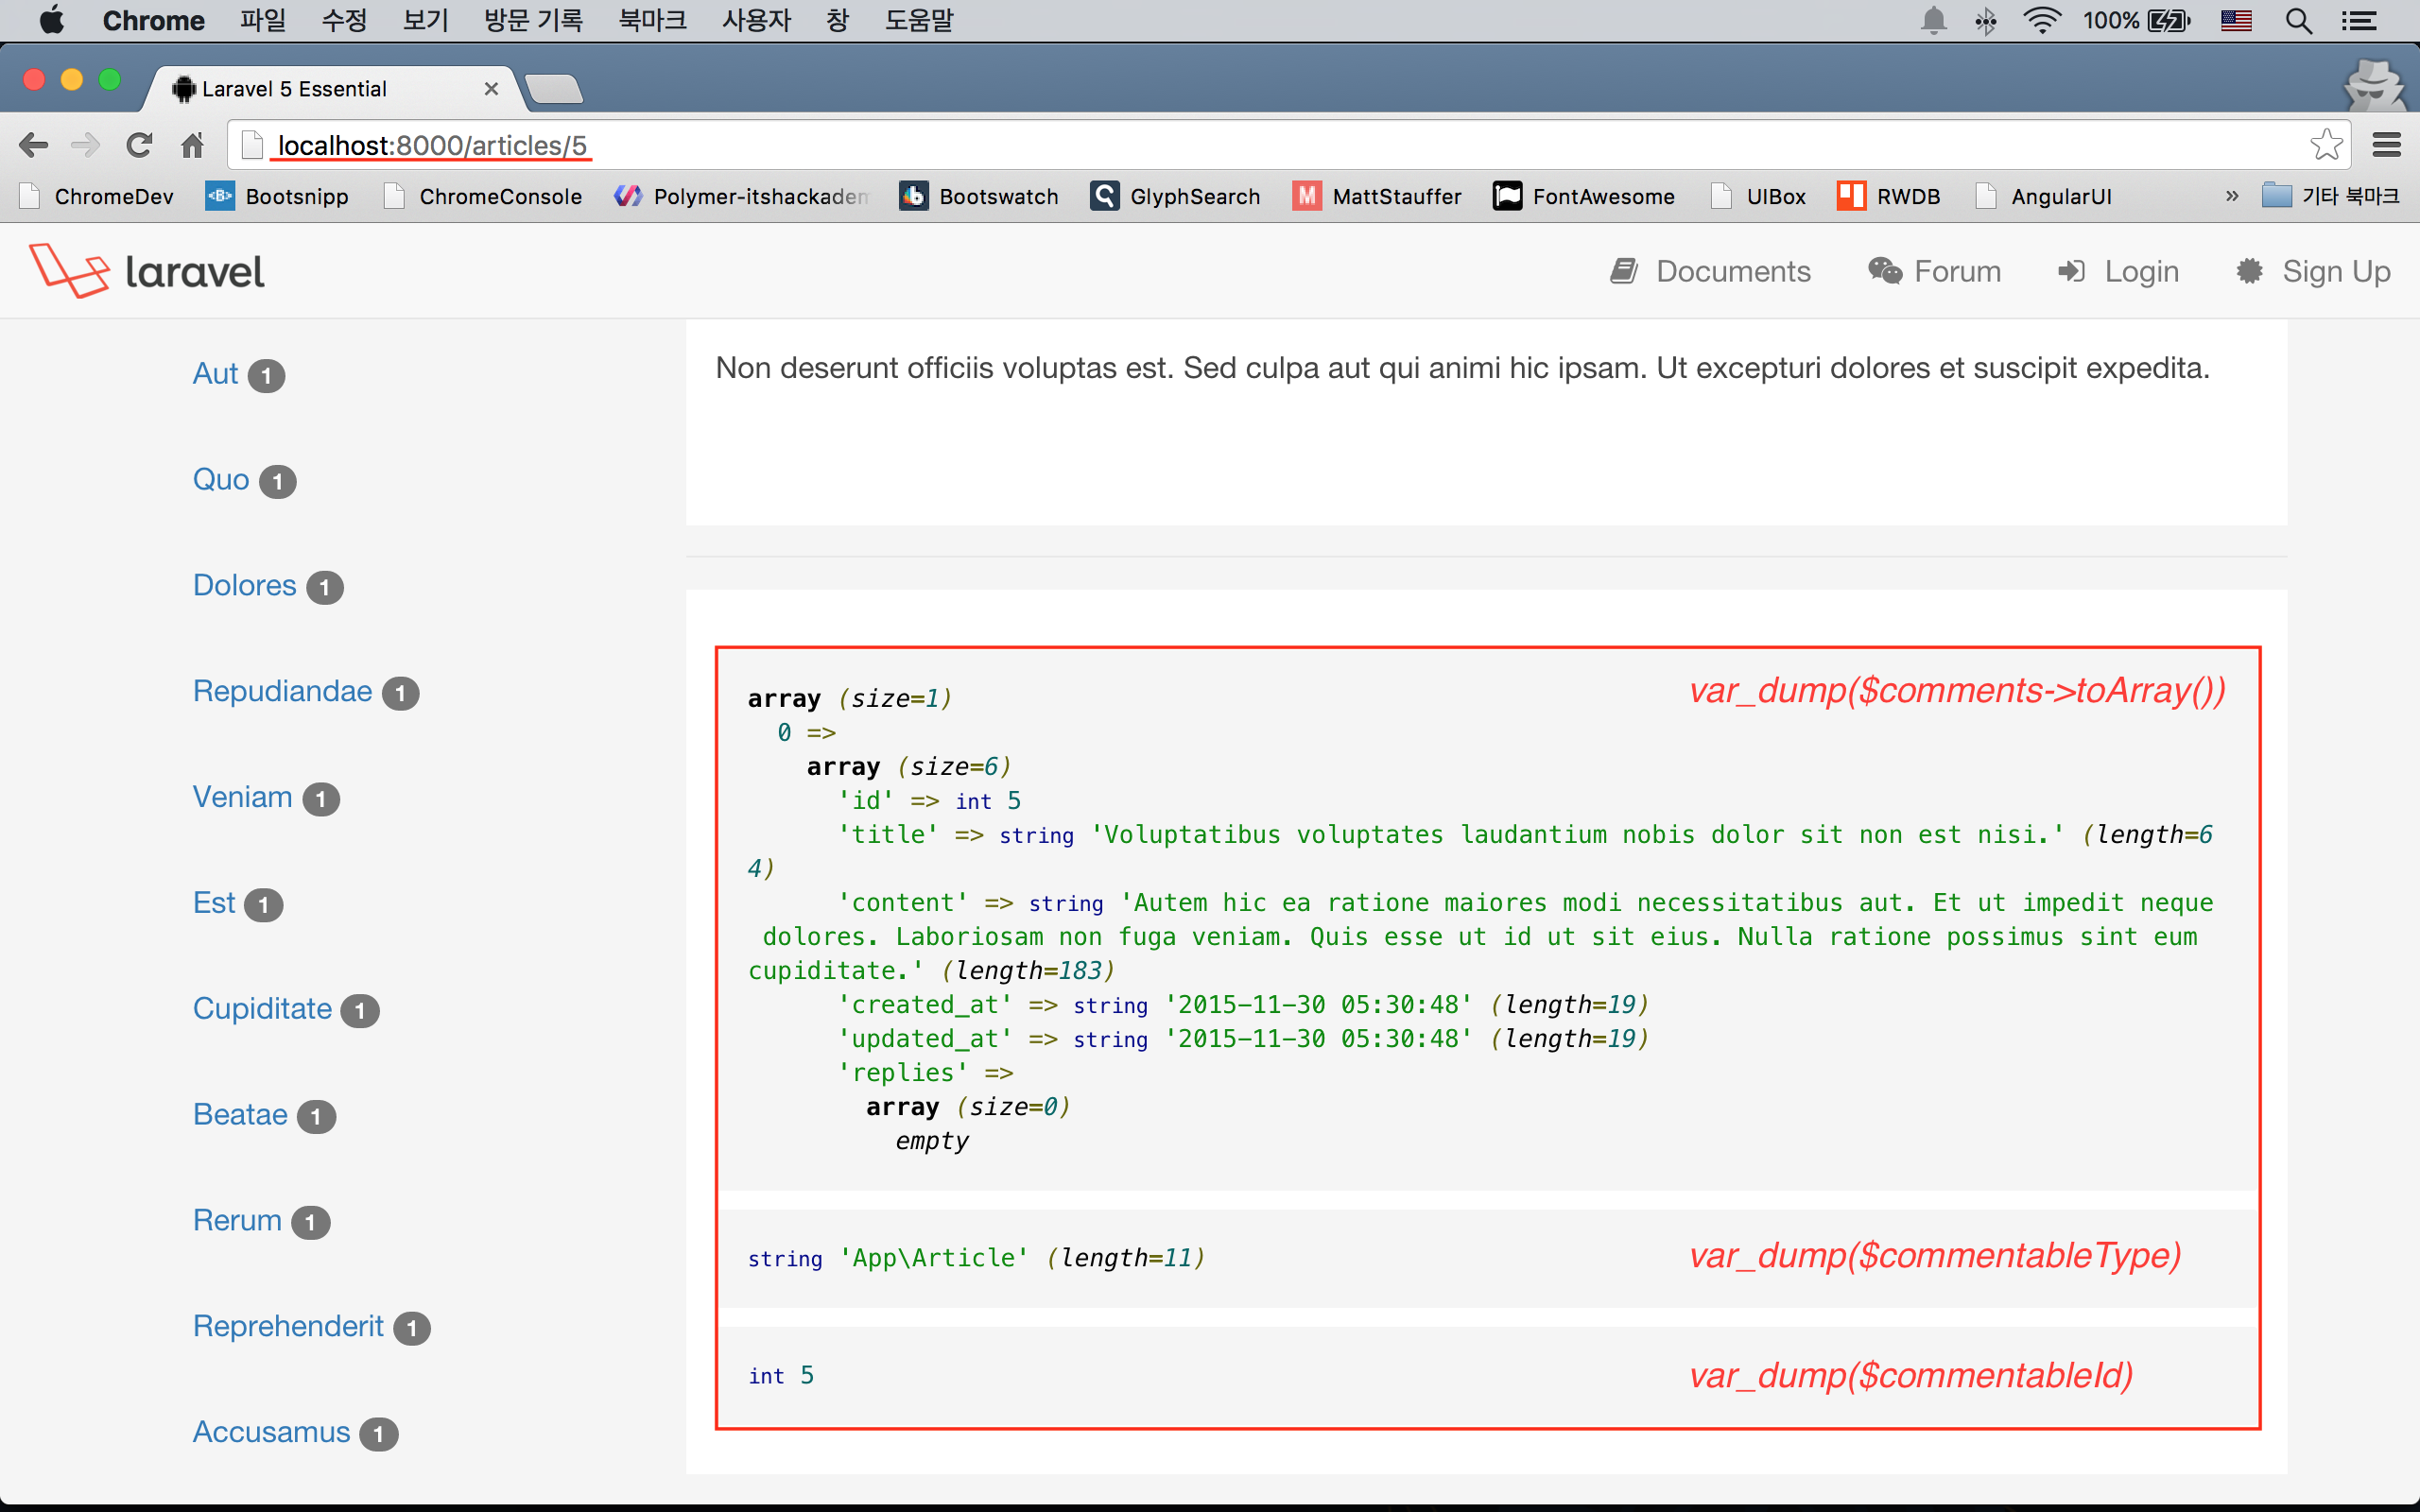 Chrome 파일 수정 보기 방문 기록 북마크 사용자 창 도움말 100%
Laravel 5 Essential
localhost:8000/articles/5
ChromeDev Bootsnipp ChromeConsole Polymer-itshackadem Bootswatch GlyphSearch MattStauffer FontAwesome UIBox RWDB AngularUI » 기타 북마크
laravel Documents Forum Login Sign Up
Aut 1
Quo 1
Dolores 1
Repudiandae 1
Veniam 1
Est 1
Cupiditate 1
Beatae 1
Rerum 1
Reprehenderit 1
Accusamus 1
Non deserunt officiis voluptas est. Sed culpa aut qui animi hic ipsam. Ut excepturi dolores et suscipit expedita.
array (size=1) var_dump($comments->toArray())
0 =>
array (size=6)
'id' => int 5
'title' => string 'Voluptatibus voluptates laudantium nobis dolor sit non est nisi.' (length=6
4)
'content' => string 'Autem hic ea ratione maiores modi necessitatibus aut. Et ut impedit neque
dolores. Laboriosam non fuga veniam. Quis esse ut id ut sit eius. Nulla ratione possimus sint eum
cupiditate.' (length=183)
'created_at' => string '2015-11-30 05:30:48' (length=19)
'updated_at' => string '2015-11-30 05:30:48' (length=19)
'replies' =>
array (size=0)
empty
string 'App\Article' (length=11) var_dump($commentableType)
int 5 var_dump($commentableId)